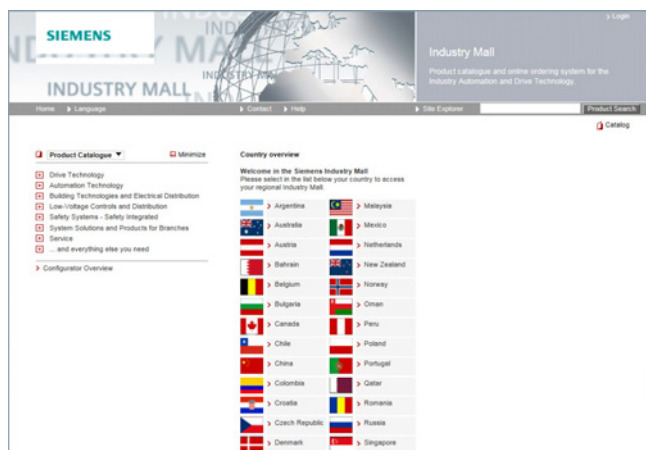 Login
SIEMENS
INDUSTRY MALL
Industry Mall
Product catalogue and online ordering system for the
Industry Automation and Drive Technology
Home Language Contact Help Site Explorer Product Search
Catalog
Product Catalogue Minimize
Drive Technology
Automation Technology
Building Technologies and Electrical Distribution
Low-Voltage Controls and Distribution
Safety Systems - Safety Integrated
System Solutions and Products for Branches
Service
... and everything else you need
Configurator Overview
Country overview
Welcome in the Siemens Industry Mall
Please select in the list below your country to access
your regional Industry Mall.
Argentina Malaysia
Australia Mexico
Austria Netherlands
Bahrain New Zealand
Belgium Norway
Bulgaria Oman
Canada Peru
Chile Poland
China Portugal
Colombia Qatar
Croatia Romania
Czech Republic Russia
Denmark Singapore